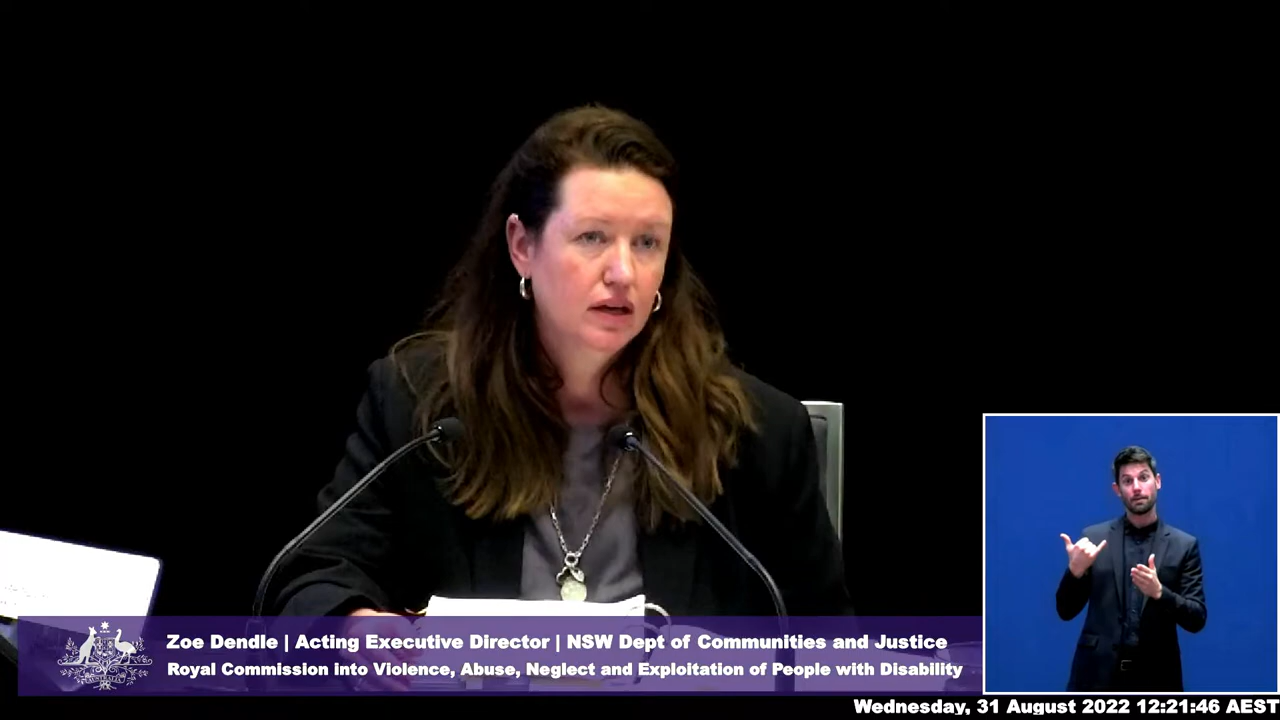 Zoe Dendle | Acting Executive Director | NSW Dept of Communities and Justice
Royal Commission into Violence, Abuse, Neglect and Exploitation of People with Disability
Wednesday, 31 August 2022 12:21:46 AEST